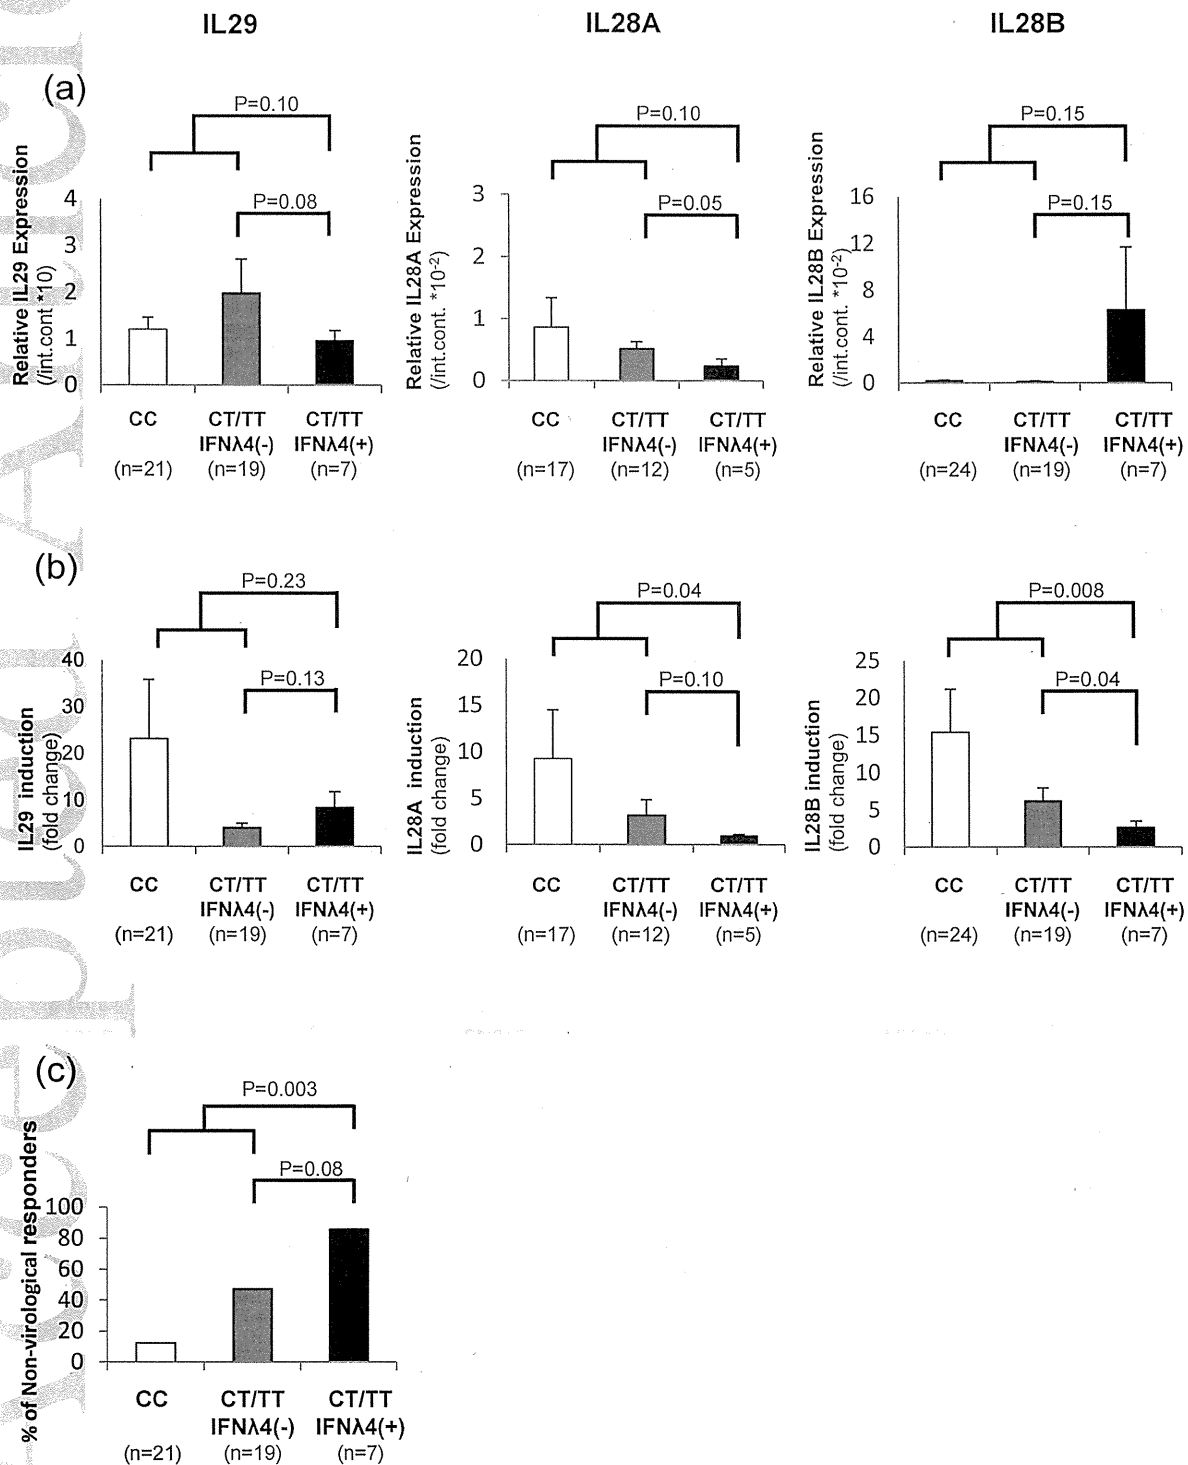 IL29
IL28A
IL28B
(a)
P=0.10
P=0.08
Relative IL29 Expression
(/int.cont. *10)
4
3
2
1
0
CC
CT/TT
CT/TT
IFNλ4(-)
IFNλ4(+)
(n=21)
(n=19)
(n=7)
P=0.10
P=0.05
Relative IL28A Expression
(/int.cont. *10-2)
3
2
1
0
CC
CT/TT
CT/TT
IFNλ4(-)
IFNλ4(+)
(n=17)
(n=12)
(n=5)
P=0.15
P=0.15
Relative IL28B Expression
(/int.cont. *10-2)
16
12
8
4
0
CC
CT/TT
CT/TT
IFNλ4(-)
IFNλ4(+)
(n=24)
(n=19)
(n=7)
(b)
P=0.23
P=0.13
IL29 induction
(fold change)
40
30
20
10
0
CC
CT/TT
CT/TT
IFNλ4(-)
IFNλ4(+)
(n=21)
(n=19)
(n=7)
P=0.04
P=0.10
IL28A induction
(fold change)
20
15
10
5
0
CC
CT/TT
CT/TT
IFNλ4(-)
IFNλ4(+)
(n=17)
(n=12)
(n=5)
P=0.008
P=0.04
IL28B induction
(fold change)
25
20
15
10
5
0
CC
CT/TT
CT/TT
IFNλ4(-)
IFNλ4(+)
(n=24)
(n=19)
(n=7)
(c)
P=0.003
P=0.08
% of Non-virological responders
100
80
60
40
20
0
CC
CT/TT
CT/TT
IFNλ4(-)
IFNλ4(+)
(n=21)
(n=19)
(n=7)
Accepted Article